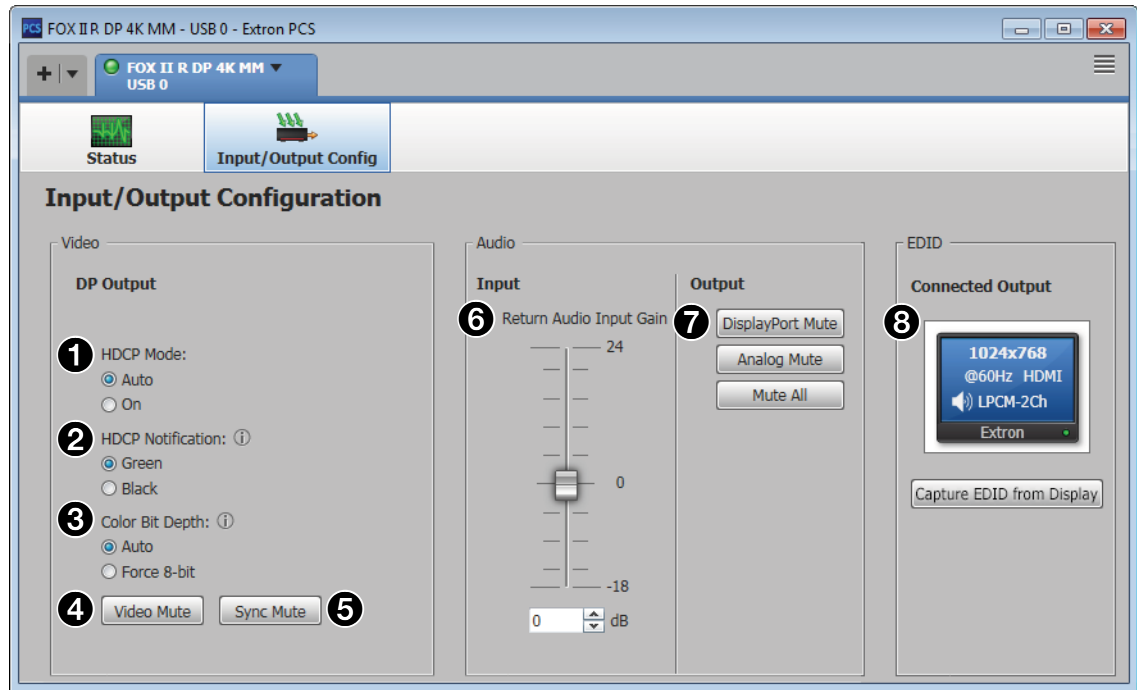 PCS FOX II R DP 4K MM - USB 0 - Extron PCS
FOX II R DP 4K MM
USB 0
Status
Input/Output Config
Input/Output Configuration
Video
DP Output
1 HDCP Mode:
Auto
On
2 HDCP Notification:
Green
Black
3 Color Bit Depth:
Auto
Force 8-bit
4 Video Mute
Sync Mute 5
Audio
Input
6 Return Audio Input Gain
24
0
-18
0 dB
Output
7 DisplayPort Mute
Analog Mute
Mute All
EDID
Connected Output
8
1024x768
@60Hz HDMI
LPCM-2Ch
Extron
Capture EDID from Display